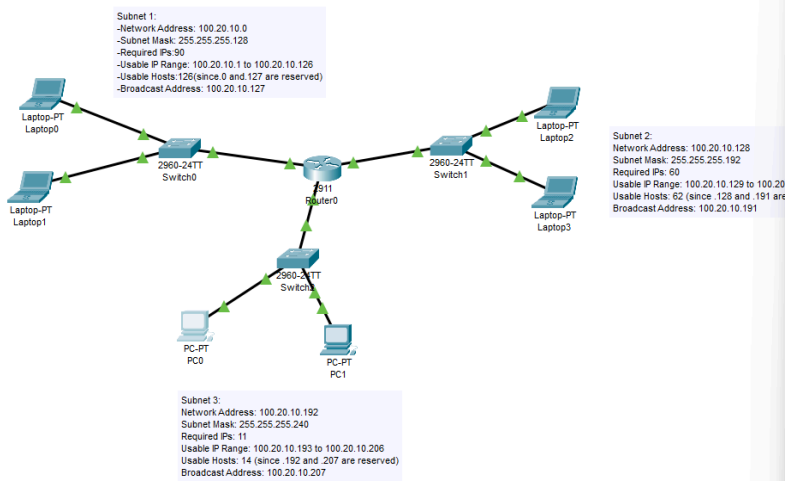 Subnet 1:
-Network Address: 100.20.10.0
-Subnet Mask: 255.255.255.128
-Required IPs:90
-Usable IP Range: 100.20.10.1 to 100.20.10.126
-Usable Hosts:126(since.0 and.127 are reserved)
-Broadcast Address: 100.20.10.127
Laptop-PT
Laptop0
Laptop-PT
Laptop1
2960-24TT
Switch0
2911
Router0
2960-24TT
Switch1
Laptop-PT
Laptop2
Laptop-PT
Laptop3
Subnet 2:
Network Address: 100.20.10.128
Subnet Mask: 255.255.255.192
Required IPs: 60
Usable IP Range: 100.20.10.129 to 100.20
Usable Hosts: 62 (since .128 and .191 are
Broadcast Address: 100.20.10.191
2960-24TT
PC-PT
PC0
PC-PT
PC1
Subnet 3:
Network Address: 100.20.10.192
Subnet Mask: 255.255.255.240
Required IPs: 11
Usable IP Range: 100.20.10.193 to 100.20.10.206
Usable Hosts: 14 (since .192 and .207 are reserved)
Broadcast Address: 100.20.10.207